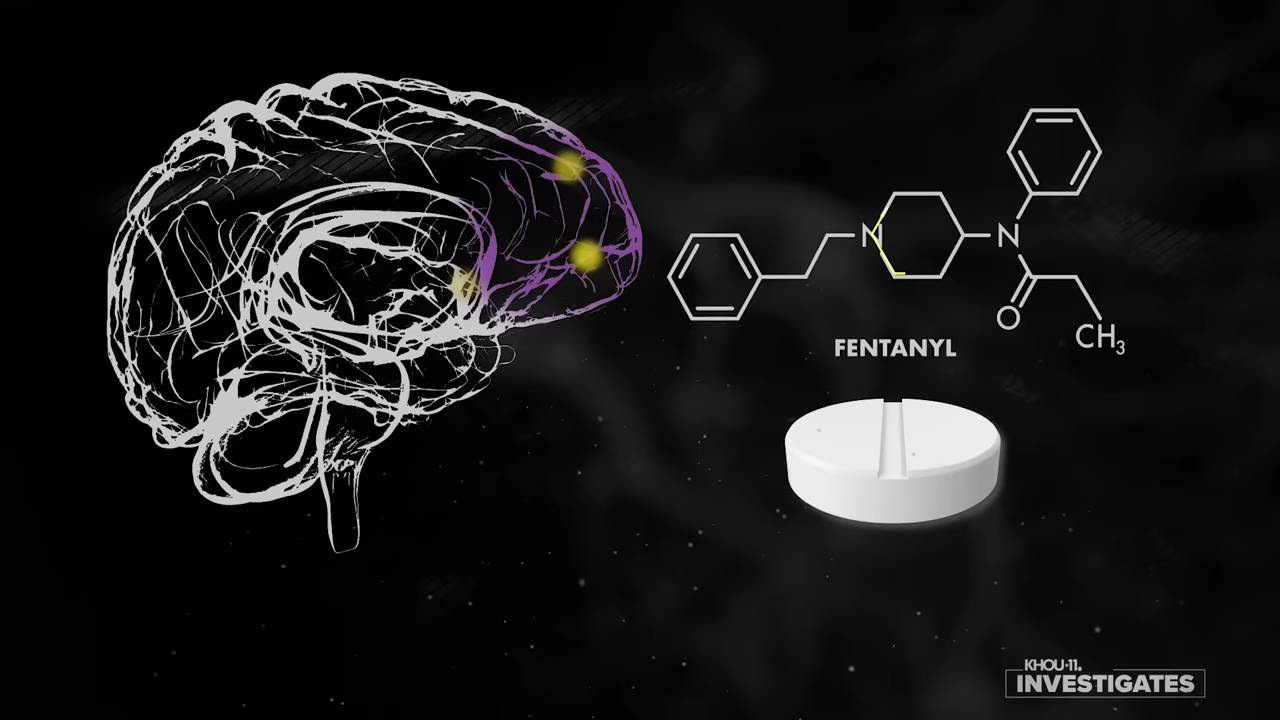 N
N
O
CH₃
FENTANYL
KHOU·11.
INVESTIGATES